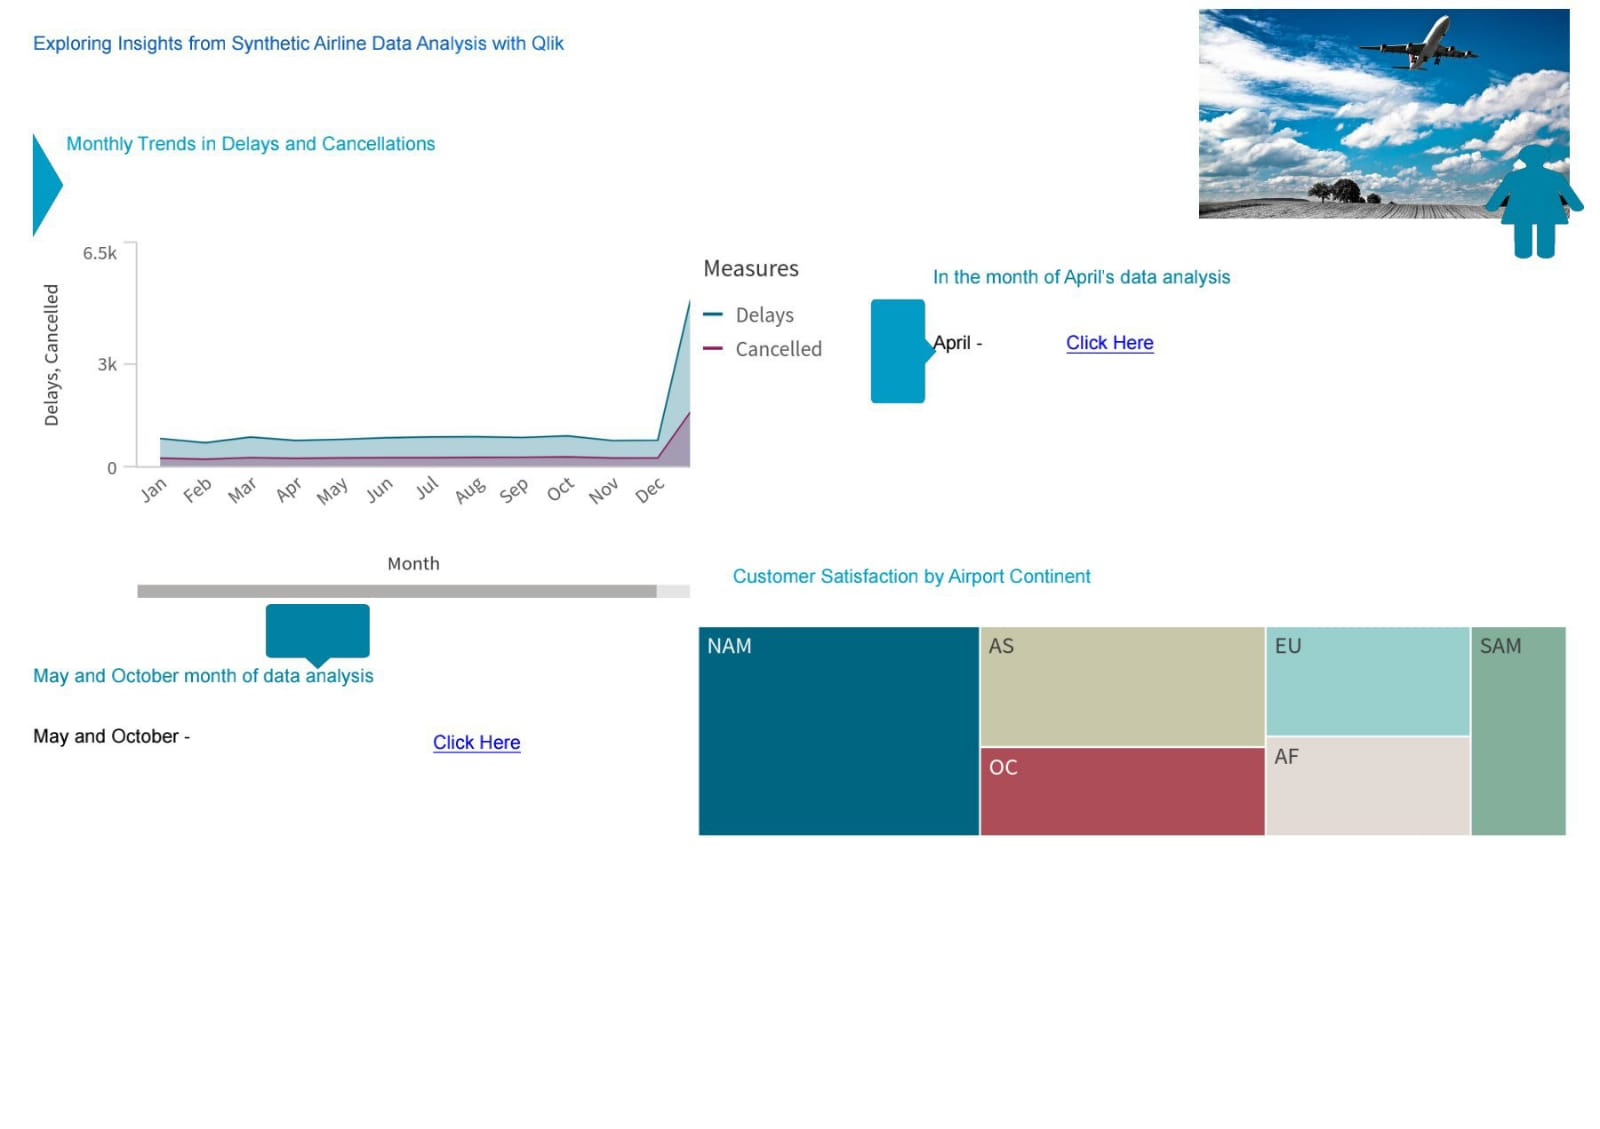 Exploring Insights from Synthetic Airline Data Analysis with Qlik
Monthly Trends in Delays and Cancellations
6.5k
3k
0
Delays, Cancelled
Jan
Feb
Mar
Apr
May
Jun
Jul
Aug
Sep
Oct
Nov
Dec
Month
Measures
Delays
Cancelled
In the month of April's data analysis
April -
Click Here
May and October month of data analysis
May and October -
Click Here
Customer Satisfaction by Airport Continent
NAM
AS
OC
EU
AF
SAM